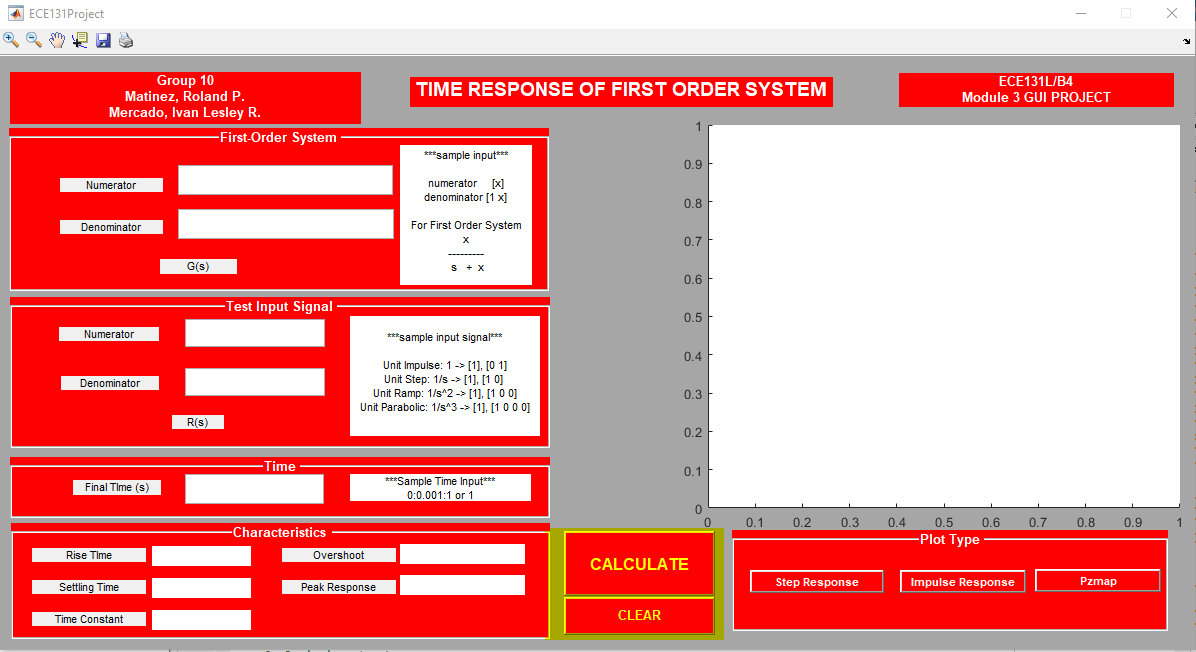 ECE131Project
Group 10
Matinez, Roland P.
Mercado, Ivan Lesley R.
TIME RESPONSE OF FIRST ORDER SYSTEM
ECE131L/B4
Module 3 GUI PROJECT
First-Order System
Numerator
Denominator
G(s)
***sample input***
numerator [x]
denominator [1 x]
For First Order System
x
---------
s + x
Test Input Signal
Numerator
Denominator
R(s)
***sample input signal***
Unit Impulse: 1 -> [1], [0 1]
Unit Step: 1/s -> [1], [1 0]
Unit Ramp: 1/s^2 -> [1], [1 0 0]
Unit Parabolic: 1/s^3 -> [1], [1 0 0 0]
Time
Final TIme (s)
***Sample Time Input***
0:0.001:1 or 1
Characteristics
Rise TIme
Settling Time
Time Constant
Overshoot
Peak Response
CALCULATE
CLEAR
1
0.9
0.8
0.7
0.6
0.5
0.4
0.3
0.2
0.1
0
0 0.1 0.2 0.3 0.4 0.5 0.6 0.7 0.8 0.9 1
Plot Type
Step Response
Impulse Response
Pzmap